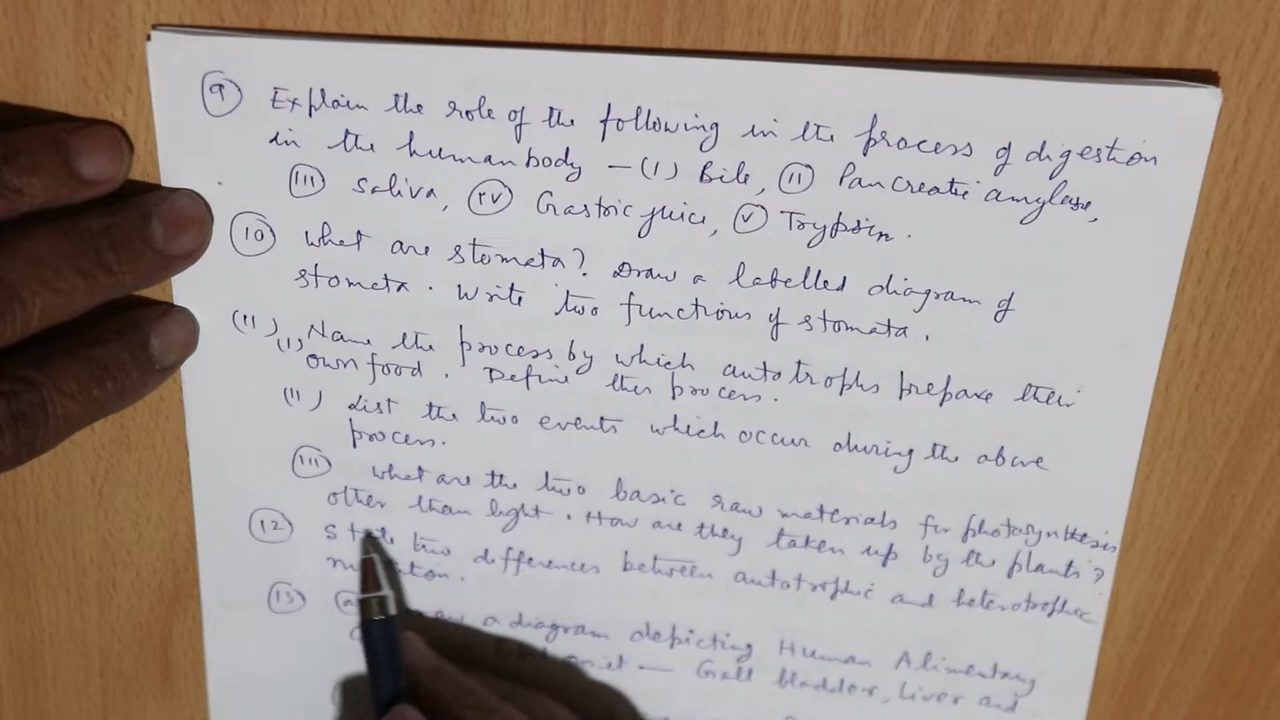 9 Explain the role of the following in the process of digestion
in the human body - (I) Bile, (II) Pancreatic amylase,
(III) Saliva, (IV) Gastric juice, (V) Trypsin.
10 What are stomata? Draw a labelled diagram of
stomata. Write two functions of stomata.
(11) (I) Name the process by which autotrophs prepare their
own food. Define this process.
(II) List the two events which occur during the above
process.
(III) What are the two basic raw materials for photosynthesis
other than light. How are they taken up by the plants?
12 State two differences between autotrophic and heterotrophic
13 (a) a diagram depicting Human Alimentary
— Gall bladder, Liver and